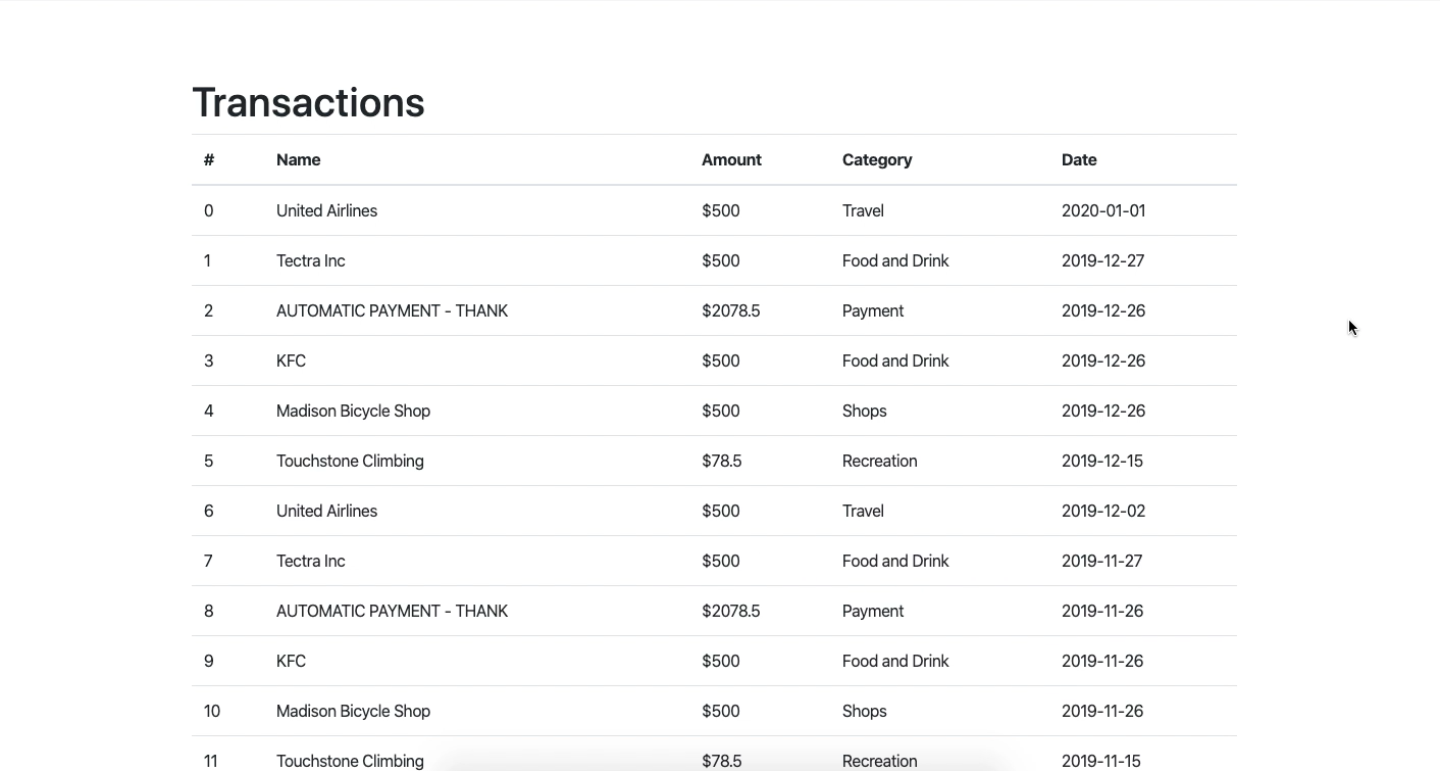 Transactions
# Name Amount Category Date
0 United Airlines $500 Travel 2020-01-01
1 Tectra Inc $500 Food and Drink 2019-12-27
2 AUTOMATIC PAYMENT - THANK $2078.5 Payment 2019-12-26
3 KFC $500 Food and Drink 2019-12-26
4 Madison Bicycle Shop $500 Shops 2019-12-26
5 Touchstone Climbing $78.5 Recreation 2019-12-15
6 United Airlines $500 Travel 2019-12-02
7 Tectra Inc $500 Food and Drink 2019-11-27
8 AUTOMATIC PAYMENT - THANK $2078.5 Payment 2019-11-26
9 KFC $500 Food and Drink 2019-11-26
10 Madison Bicycle Shop $500 Shops 2019-11-26
11 Touchstone Climbing $78.5 Recreation 2019-11-15